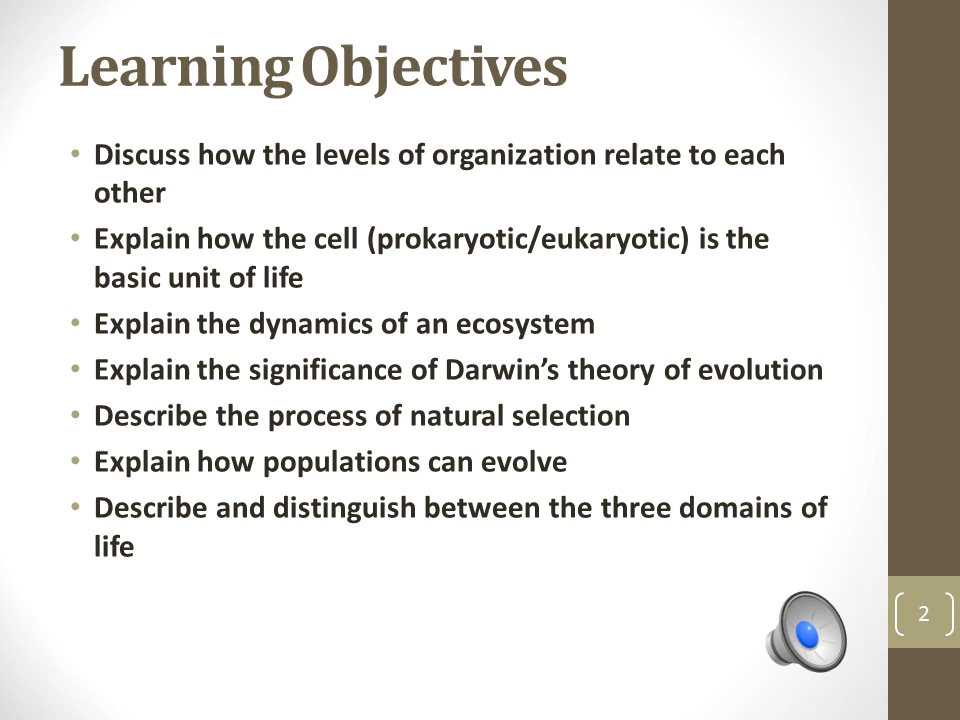 Learning Objectives
• Discuss how the levels of organization relate to each
other
• Explain how the cell (prokaryotic/eukaryotic) is the
basic unit of life
• Explain the dynamics of an ecosystem
• Explain the significance of Darwin’s theory of evolution
• Describe the process of natural selection
• Explain how populations can evolve
• Describe and distinguish between the three domains of
life
2